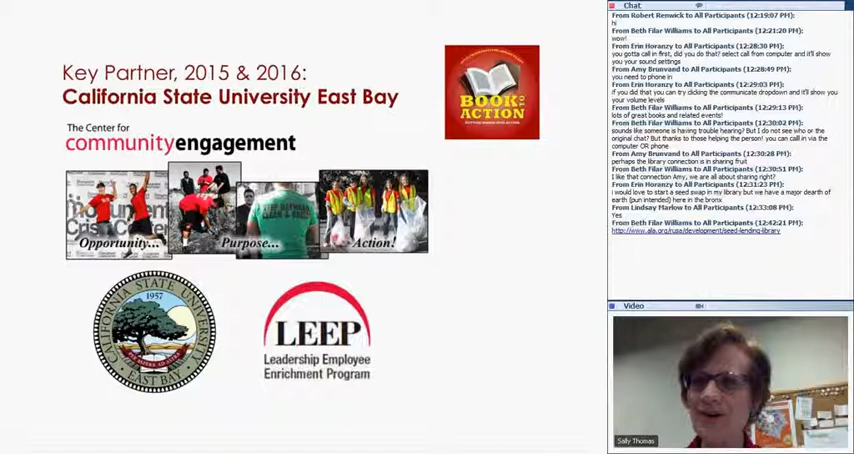 Key Partner, 2015 & 2016:
California State University East Bay
BOOK
TO
ACTION
The Center for
communityengagement
Opportunity...
Purpose...
Action!
KEEP HAYWARD
CLEAN & GREEN
CALIFORNIA STATE UNIVERSITY
1957
EAST BAY
LEEP
Leadership Employee
Enrichment Program
Chat
From Robert Renwick to All Participants (12:19:07 PM):
hi
From Beth Filar Williams to All Participants (12:21:20 PM):
wow!
From Erin Horanzy to All Participants (12:28:30 PM):
you gotta call in first, did you do that? select call from computer and it'll show
you your sound settings
From Amy Brunvand to All Participants (12:28:49 PM):
you need to phone in
From Erin Horanzy to All Participants (12:29:03 PM):
if you did that you can try clicking the communicate dropdown and it'll show you
your volume levels
From Beth Filar Williams to All Participants (12:29:13 PM):
lots of great books and related events!
From Beth Filar Williams to All Participants (12:30:02 PM):
sounds like someone is having trouble hearing? But I do not see who or the
original chat? But thanks to those helping the person! you can call in via the
computer OR phone
From Amy Brunvand to All Participants (12:30:28 PM):
perhaps the library connection is in sharing fruit
From Beth Filar Williams to All Participants (12:30:51 PM):
I like that connection Amy, we are all about sharing right?
From Erin Horanzy to All Participants (12:31:23 PM):
I would love to start a seed swap in my library but we have a major dearth of
earth (pun intended) here in the bronx
From Lindsay Marlow to All Participants (12:33:08 PM):
Yes
From Beth Filar Williams to All Participants (12:42:21 PM):
http://www.ala.org/rusa/development/seed-lending-library
Video
Sally Thomas